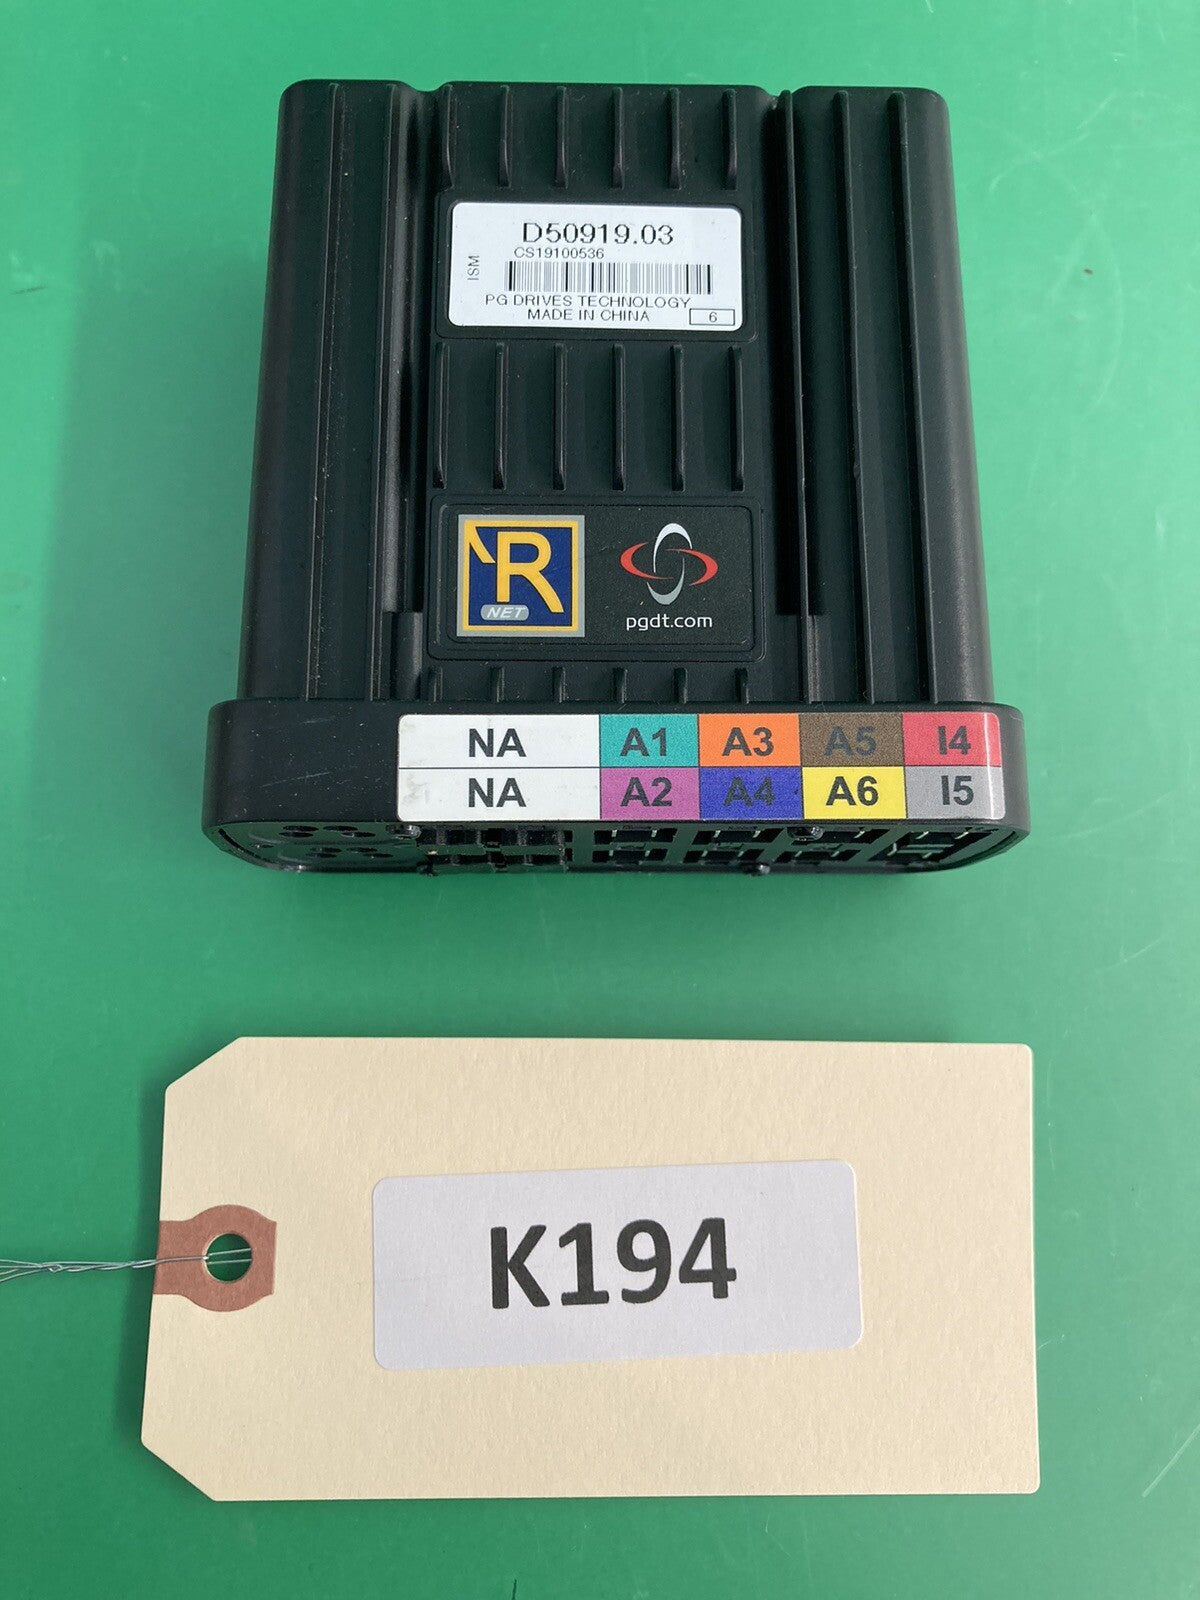 D50919.03
CS19100536
ISM
PG DRIVES TECHNOLOGY
MADE IN CHINA
6
R
NET
pgdt.com
NA A1 A3 A5 I4
NA A2 A4 A6 I5
K194